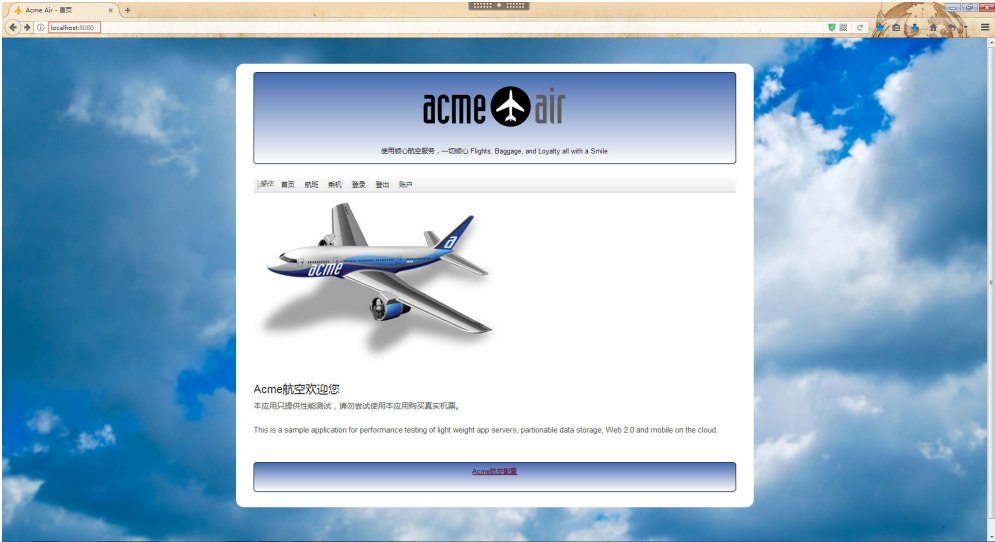 Acme Air - 首页
localhost:8080
acme air
使用顺心航空服务,一切顺心 Flights, Baggage, and Loyalty all with a Smile
操作 首页 航班 乘机 登录 登出 账户
a
acme
Acme航空欢迎您
本应用只提供性能测试,请勿尝试使用本应用购买真实机票。
This is a sample application for performance testing of light weight app servers, partionable data storage, Web 2.0 and mobile on the cloud.
Acme航空配置